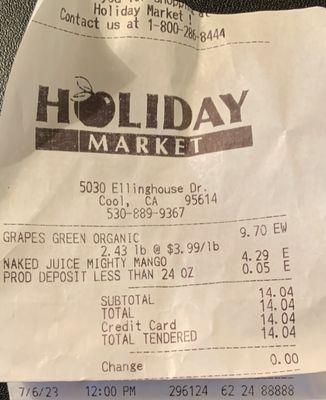 Holiday Market !
Contact us at 1-800-286-8444
HOLIDAY
MARKET
5030 Ellinghouse Dr.
Cool, CA 95614
530-889-9367
GRAPES GREEN ORGANIC 9.70 EW
2.43 lb @ $3.99/lb
NAKED JUICE MIGHTY MANGO 4.29 E
PROD DEPOSIT LESS THAN 24 OZ 0.05 E
SUBTOTAL 14.04
TOTAL 14.04
Credit Card 14.04
TOTAL TENDERED 14.04
Change 0.00
7/6/23 12:00 PM 296124 62 24 88888